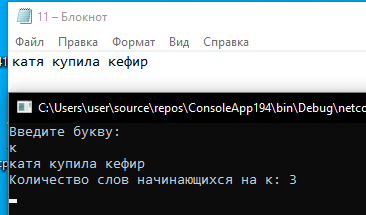 11 – Блокнот
Файл Правка Формат Вид Справка
катя купила кефир
C:\Users\user\source\repos\ConsoleApp194\bin\Debug\netco
Введите букву:
к
катя купила кефир
Количество слов начинающихся на к: 3